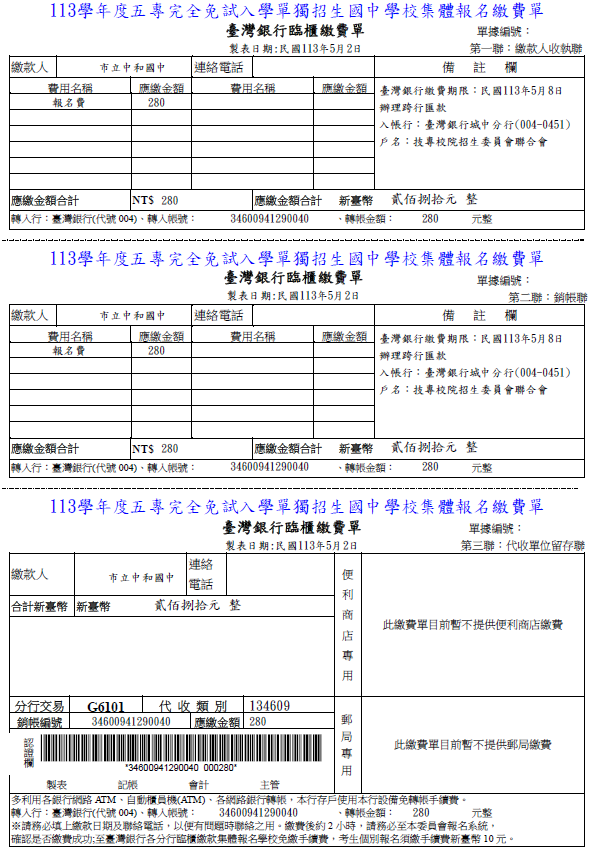 113學年度五專完全免試入學單獨招生國中學校集體報名繳費單
臺灣銀行臨櫃繳費單 單據編號：
製表日期:民國113年5月2日 第一聯：繳款人收執聯
繳款人 市立中和國中 連絡電話 備 註 欄
費用名稱 應繳金額 費用名稱 應繳金額
報名費 280
臺灣銀行繳費期限：民國113年5月8日
辦理跨行匯款
入帳行：臺灣銀行城中分行(004-0451)
戶名：技專校院招生委員會聯合會
應繳金額合計 NT$ 280 應繳金額合計 新臺幣 貳佰捌拾元 整
轉入行：臺灣銀行(代號 004)、轉入帳號： 34600941290040 、轉帳金額： 280 元整
113學年度五專完全免試入學單獨招生國中學校集體報名繳費單
臺灣銀行臨櫃繳費單 單據編號：
製表日期:民國113年5月2日 第二聯：銷帳聯
繳款人 市立中和國中 連絡電話 備 註 欄
費用名稱 應繳金額 費用名稱 應繳金額
報名費 280
臺灣銀行繳費期限：民國113年5月8日
辦理跨行匯款
入帳行：臺灣銀行城中分行(004-0451)
戶名：技專校院招生委員會聯合會
應繳金額合計 NT$ 280 應繳金額合計 新臺幣 貳佰捌拾元 整
轉入行：臺灣銀行(代號 004)、轉入帳號： 34600941290040 、轉帳金額： 280 元整
113學年度五專完全免試入學單獨招生國中學校集體報名繳費單
臺灣銀行臨櫃繳費單 單據編號：
製表日期:民國113年5月2日 第三聯：代收單位留存聯
繳款人 市立中和國中 連絡電話
合計新臺幣 新臺幣 貳佰捌拾元 整
便利商店專用 此繳費單目前暫不提供便利商店繳費
分行交易 G6101 代 收 類 別 134609
銷帳編號 34600941290040 應繳金額 280
郵局專用 此繳費單目前暫不提供郵局繳費
認證欄
*34600941290040 000280*
製表 記帳 會計 主管
多利用各銀行網路 ATM、自動櫃員機(ATM)、各網路銀行轉帳，本行存戶使用本行設備免轉帳手續費。
轉入行：臺灣銀行(代號 004)、轉入帳號： 34600941290040 、轉帳金額： 280 元整
※請務必填上繳款日期及聯絡電話，以便有問題時聯絡之用。繳費後約 2 小時，請務必至本委員會報名系統，
確認是否繳費成功;至臺灣銀行各分行臨櫃繳款集體報名學校免繳手續費，考生個別報名須繳手續費新臺幣 10 元。